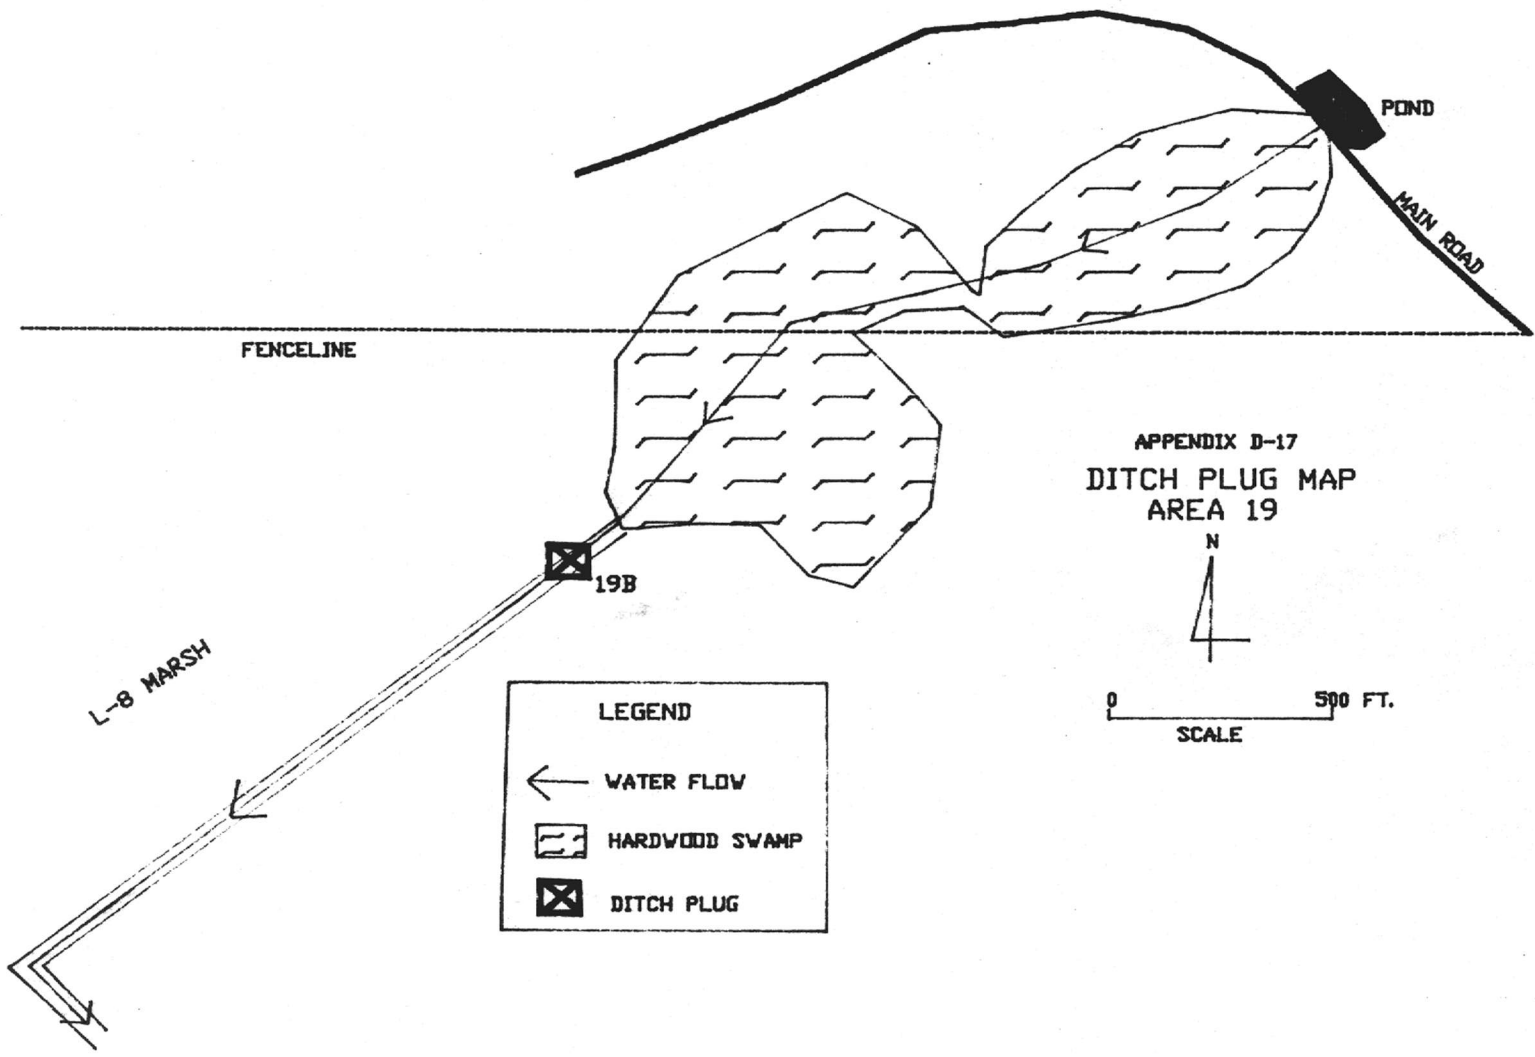 POND
MAIN ROAD
FENCELINE
APPENDIX D-17
DITCH PLUG MAP
AREA 19
N
0 500 FT.
SCALE
19B
L-8 MARSH
LEGEND
WATER FLOW
HARDWOOD SWAMP
DITCH PLUG